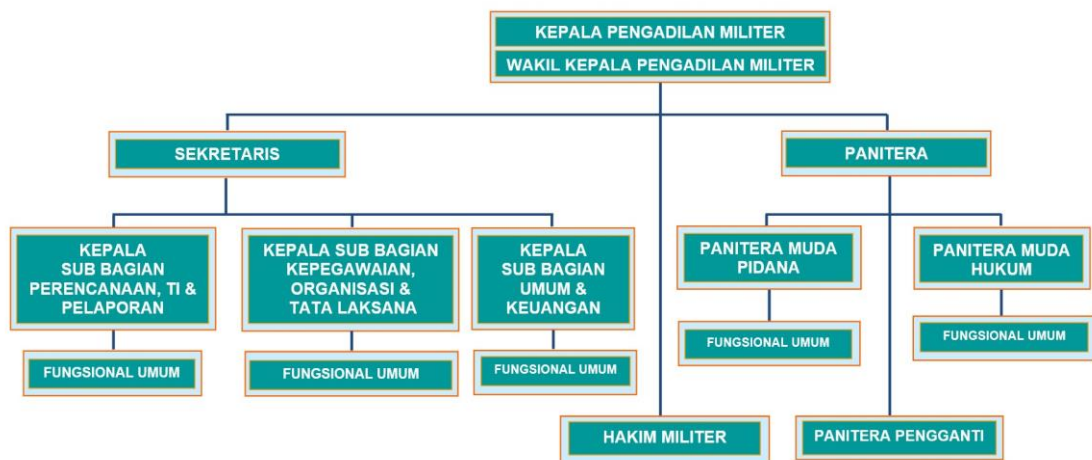 KEPALA PENGADILAN MILITER
WAKIL KEPALA PENGADILAN MILITER
SEKRETARIS
PANITERA
KEPALA
SUB BAGIAN
PERENCANAAN, TI &
PELAPORAN
KEPALA SUB BAGIAN
KEPEGAWAIAN,
ORGANISASI &
TATA LAKSANA
KEPALA
SUB BAGIAN
UMUM &
KEUANGAN
PANITERA MUDA
PIDANA
PANITERA MUDA
HUKUM
FUNGSIONAL UMUM
FUNGSIONAL UMUM
FUNGSIONAL UMUM
FUNGSIONAL UMUM
FUNGSIONAL UMUM
HAKIM MILITER
PANITERA PENGGANTI